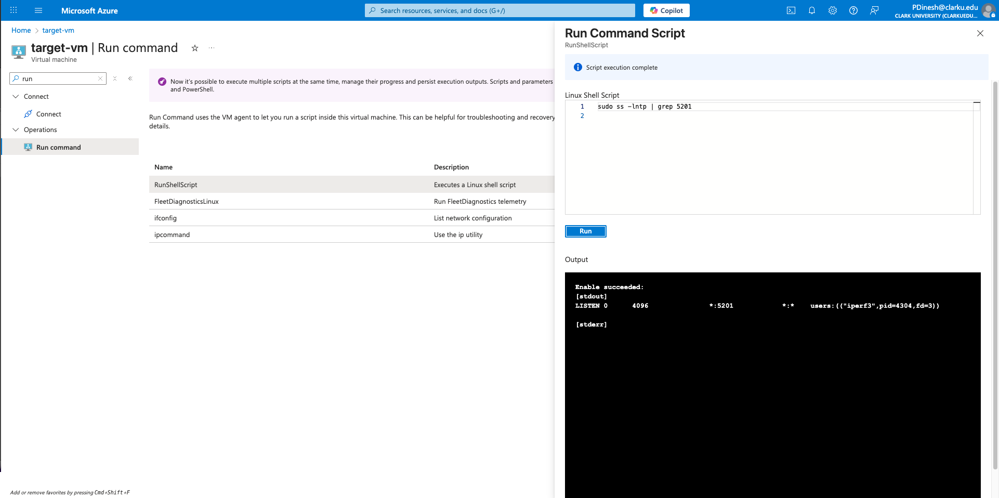 Microsoft Azure
Search resources, services, and docs (G+/)
Copilot
PDinesh@clarku.edu
CLARK UNIVERSITY (CLARKUEDU...
Home > target-vm
target-vm | Run command
Virtual machine
run
Connect
Connect
Operations
Run command
Now it's possible to execute multiple scripts at the same time, manage their progress and persist execution outputs. Scripts and parameters
and PowerShell.
Run Command uses the VM agent to let you run a script inside this virtual machine. This can be helpful for troubleshooting and recovery
details.
Name Description
RunShellScript Executes a Linux shell script
FleetDiagnosticsLinux Run FleetDiagnostics telemetry
ifconfig List network configuration
ipcommand Use the ip utility
Add or remove favorites by pressing Cmd+Shift+F
Run Command Script
RunShellScript
Script execution complete
Linux Shell Script
1 sudo ss -lntp | grep 5201
2
Run
Output
Enable succeeded:
[stdout]
LISTEN 0 4096 *:5201 *:* users:(("iperf3",pid=4304,fd=3))
[stderr]